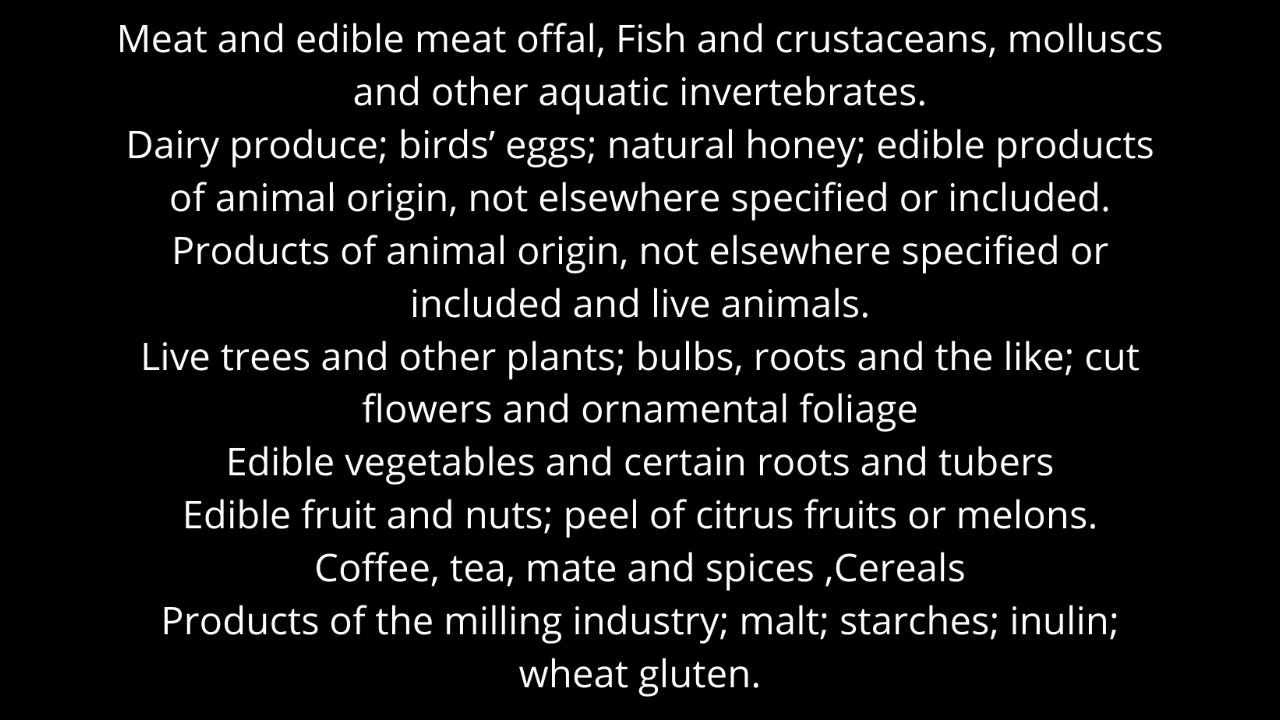 Meat and edible meat offal, Fish and crustaceans, molluscs
and other aquatic invertebrates.
Dairy produce; birds’ eggs; natural honey; edible products
of animal origin, not elsewhere specified or included.
Products of animal origin, not elsewhere specified or
included and live animals.
Live trees and other plants; bulbs, roots and the like; cut
flowers and ornamental foliage
Edible vegetables and certain roots and tubers
Edible fruit and nuts; peel of citrus fruits or melons.
Coffee, tea, mate and spices ,Cereals
Products of the milling industry; malt; starches; inulin;
wheat gluten.